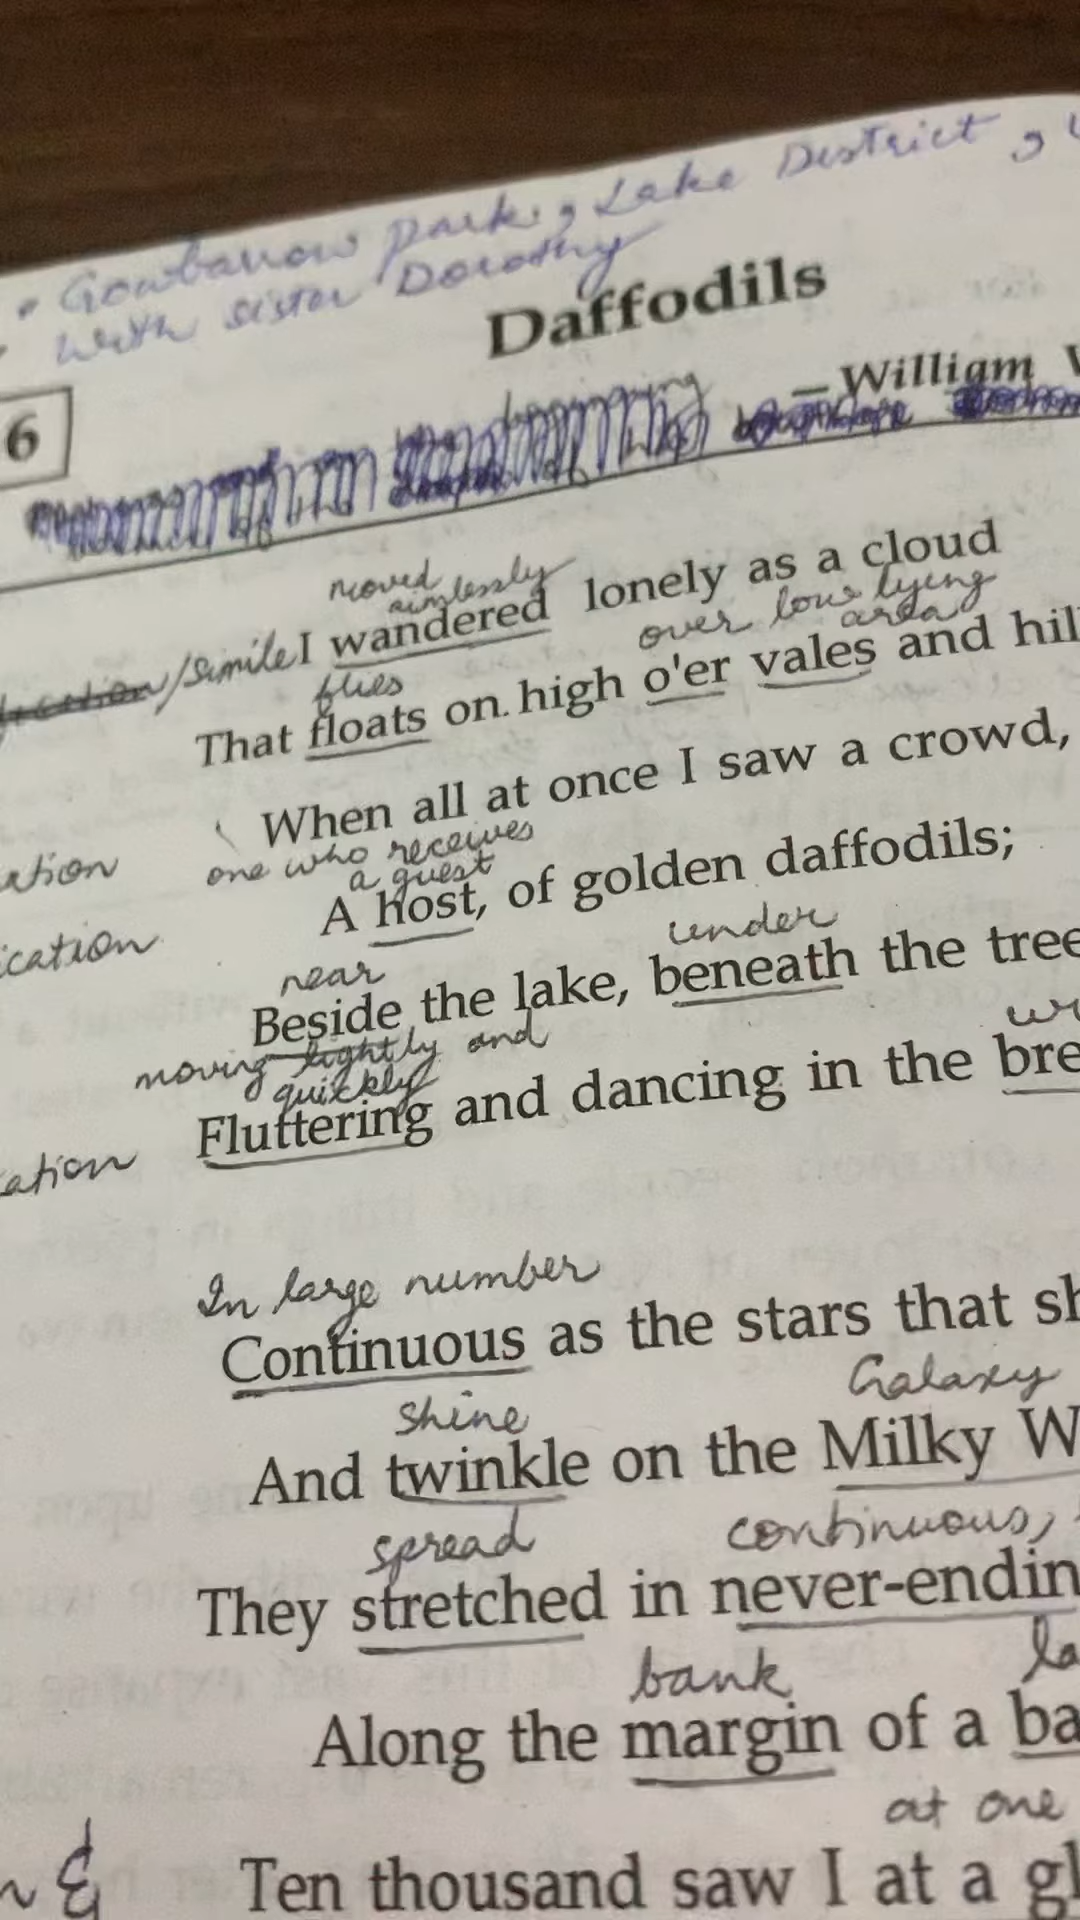 • Gowbarrow park, Lake District,
with sister Dorothy
Daffodils
– William
6
moved
aimlessly
/simile I wandered lonely as a cloud
over low lying
area
flies
That floats on high o'er vales and hil
When all at once I saw a crowd,
one who receives
a guest
ation
A host, of golden daffodils;
ication
near under
Beside the lake, beneath the tree
moving lightly and
quickly
Fluttering and dancing in the bre
ation
In large number
Continuous as the stars that sh
shine Galaxy
And twinkle on the Milky W
spread continuous,
They stretched in never-endin
bank la
Along the margin of a ba
at one
Ten thousand saw I at a gl